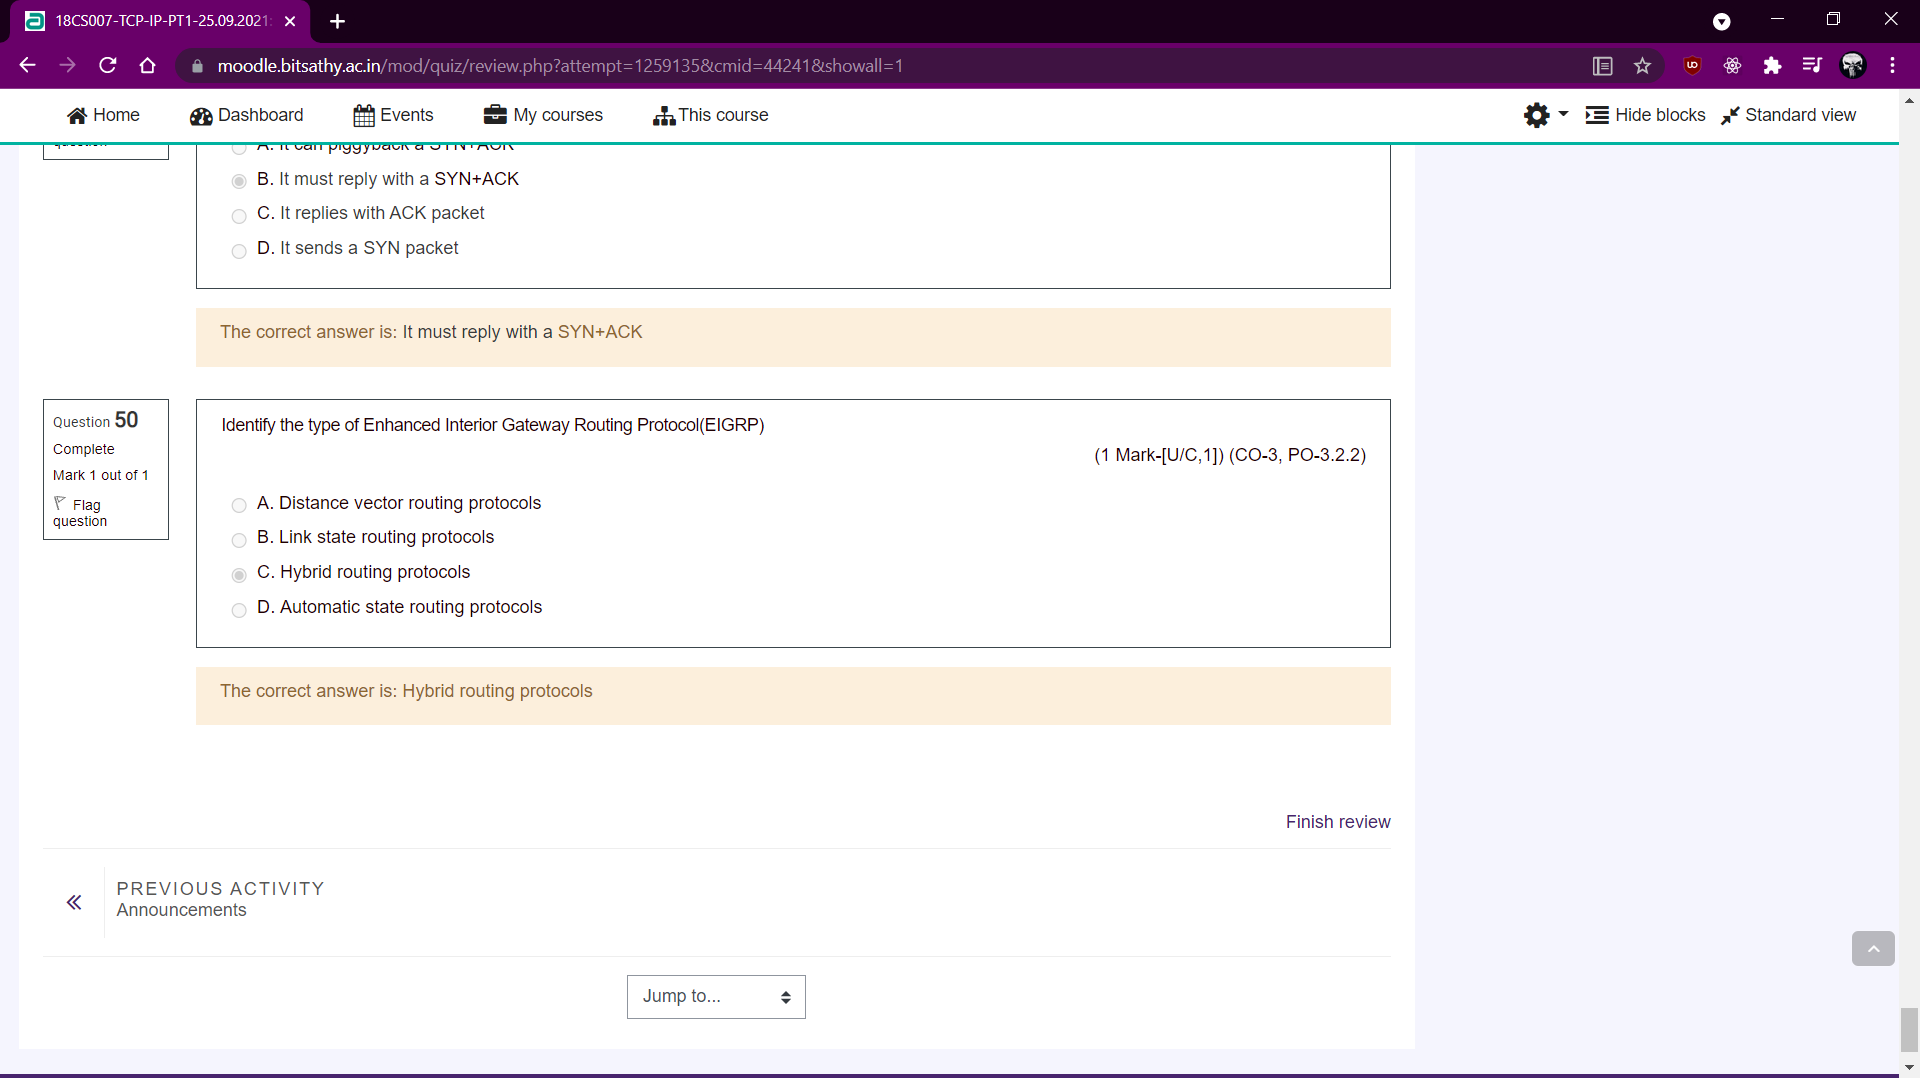 18CS007-TCP-IP-PT1-25.09.2021
moodle.bitsathy.ac.in/mod/quiz/review.php?attempt=1259135&cmid=44241&showall=1
Home Dashboard Events My courses This course Hide blocks Standard view
question A. It can piggyback a SYN+ACK
B. It must reply with a SYN+ACK
C. It replies with ACK packet
D. It sends a SYN packet
The correct answer is: It must reply with a SYN+ACK
Question 50
Complete
Mark 1 out of 1
Flag
question
Identify the type of Enhanced Interior Gateway Routing Protocol(EIGRP)
(1 Mark-[U/C,1]) (CO-3, PO-3.2.2)
A. Distance vector routing protocols
B. Link state routing protocols
C. Hybrid routing protocols
D. Automatic state routing protocols
The correct answer is: Hybrid routing protocols
Finish review
PREVIOUS ACTIVITY
Announcements
Jump to...